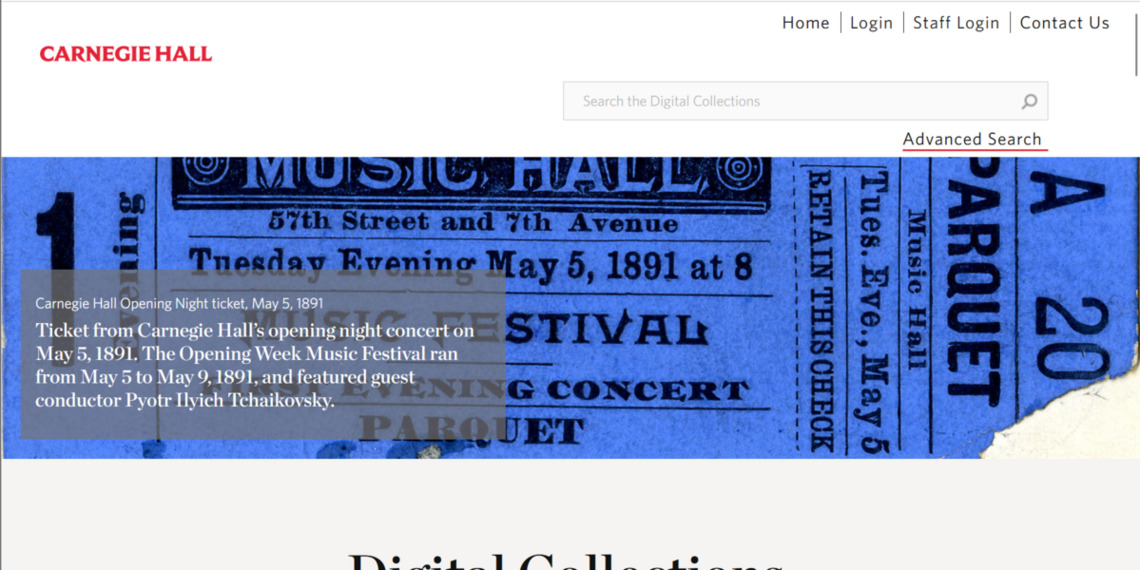 Home Login Staff Login Contact Us
CARNEGIE HALL
Search the Digital Collections
Advanced Search
MUSIC HALL
57th Street and 7th Avenue
Tuesday Evening May 5, 1891 at 8
MUSIC FESTIVAL
EVENING CONCERT
PARQUET
1
RETAIN THIS CHECK
Tues. Eve., May 5
Music Hall
PARQUET
A 20
Carnegie Hall Opening Night ticket, May 5, 1891
Ticket from Carnegie Hall's opening night concert on
May 5, 1891. The Opening Week Music Festival ran
from May 5 to May 9, 1891, and featured guest
conductor Pyotr Ilyich Tchaikovsky.
Digital Collections